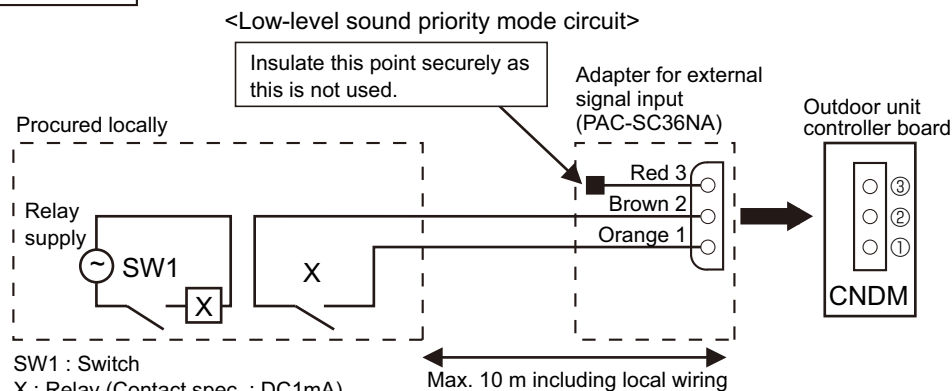 <Low-level sound priority mode circuit>
Insulate this point securely as
this is not used.
Adapter for external
signal input
(PAC-SC36NA)
Outdoor unit
controller board
Procured locally
Red 3
Brown 2
Orange 1
③
②
①
CNDM
Relay
supply
~
SW1
X
X
SW1 : Switch
X : Relay (Contact spec. : DC1mA)
Max. 10 m including local wiring